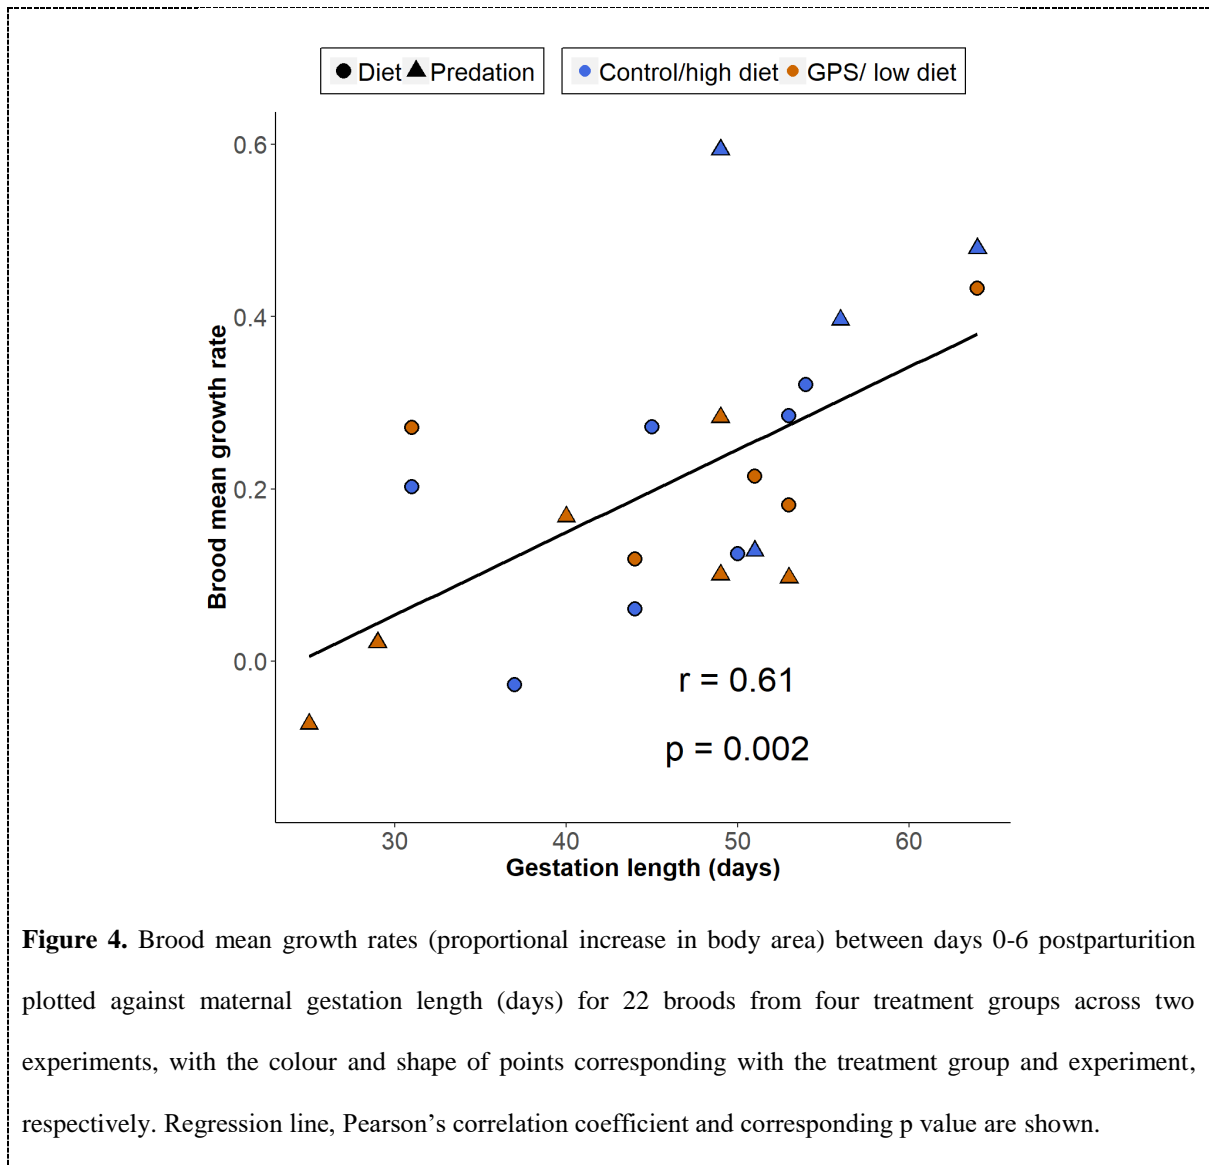 Diet Predation Control/high diet GPS/ low diet
0.6
0.4
0.2
0.0
Brood mean growth rate
r = 0.61
p = 0.002
30 40 50 60
Gestation length (days)
Figure 4. Brood mean growth rates (proportional increase in body area) between days 0-6 postparturition
plotted against maternal gestation length (days) for 22 broods from four treatment groups across two
experiments, with the colour and shape of points corresponding with the treatment group and experiment,
respectively. Regression line, Pearson’s correlation coefficient and corresponding p value are shown.